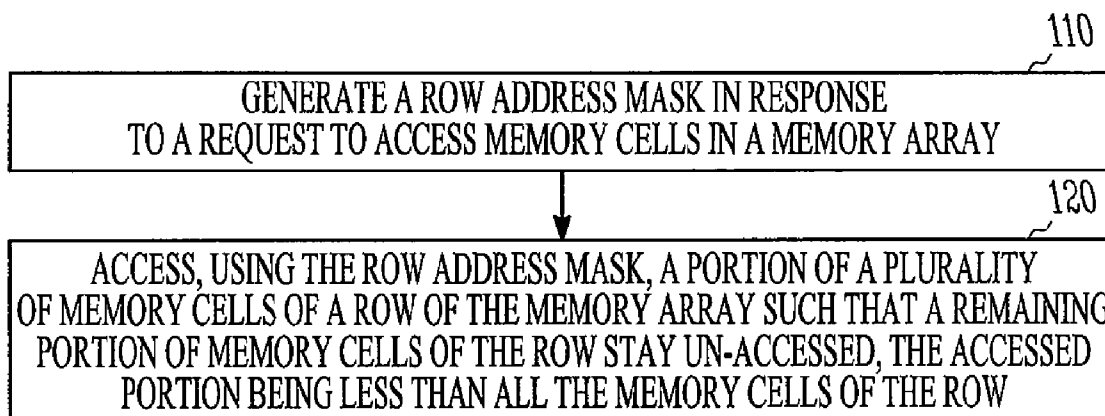 110
GENERATE A ROW ADDRESS MASK IN RESPONSE
TO A REQUEST TO ACCESS MEMORY CELLS IN A MEMORY ARRAY
120
ACCESS, USING THE ROW ADDRESS MASK, A PORTION OF A PLURALITY
OF MEMORY CELLS OF A ROW OF THE MEMORY ARRAY SUCH THAT A REMAINING
PORTION OF MEMORY CELLS OF THE ROW STAY UN-ACCESSED, THE ACCESSED
PORTION BEING LESS THAN ALL THE MEMORY CELLS OF THE ROW